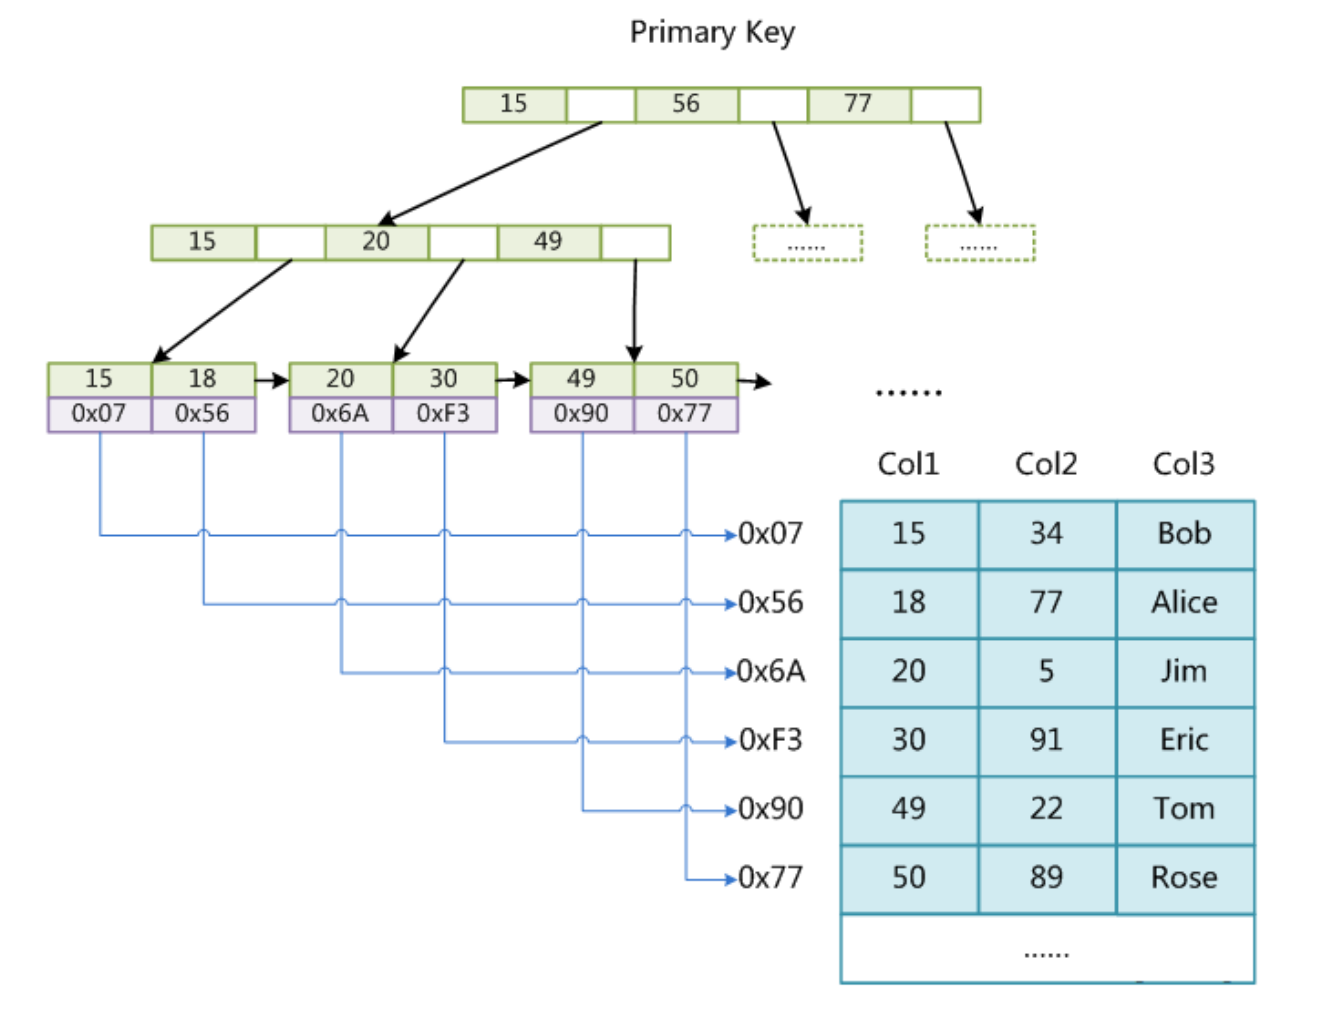 Primary Key
15 56 77
15 20 49 ...... ......
15 18 20 30 49 50
0x07 0x56 0x6A 0xF3 0x90 0x77
......
Col1 Col2 Col3
0x07 15 34 Bob
0x56 18 77 Alice
0x6A 20 5 Jim
0xF3 30 91 Eric
0x90 49 22 Tom
0x77 50 89 Rose
......